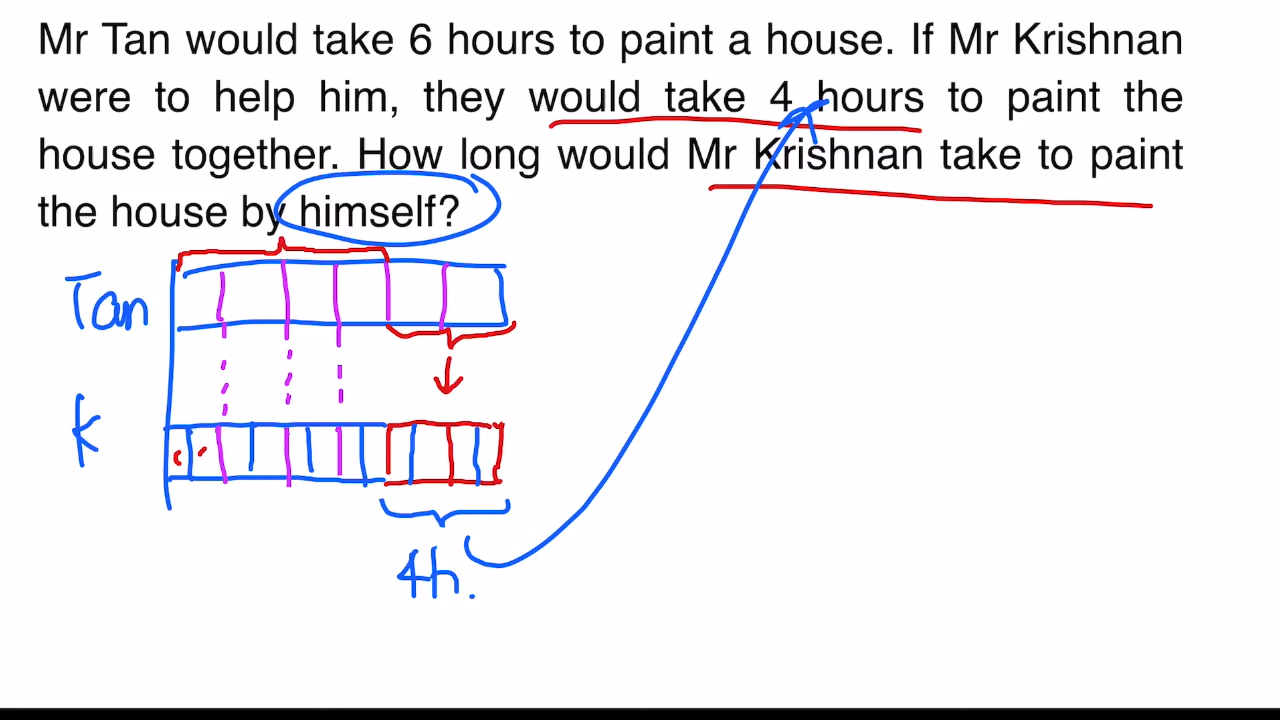 Mr Tan would take 6 hours to paint a house. If Mr Krishnan
were to help him, they would take 4 hours to paint the
house together. How long would Mr Krishnan take to paint
the house by himself?
Tan
K
4h.